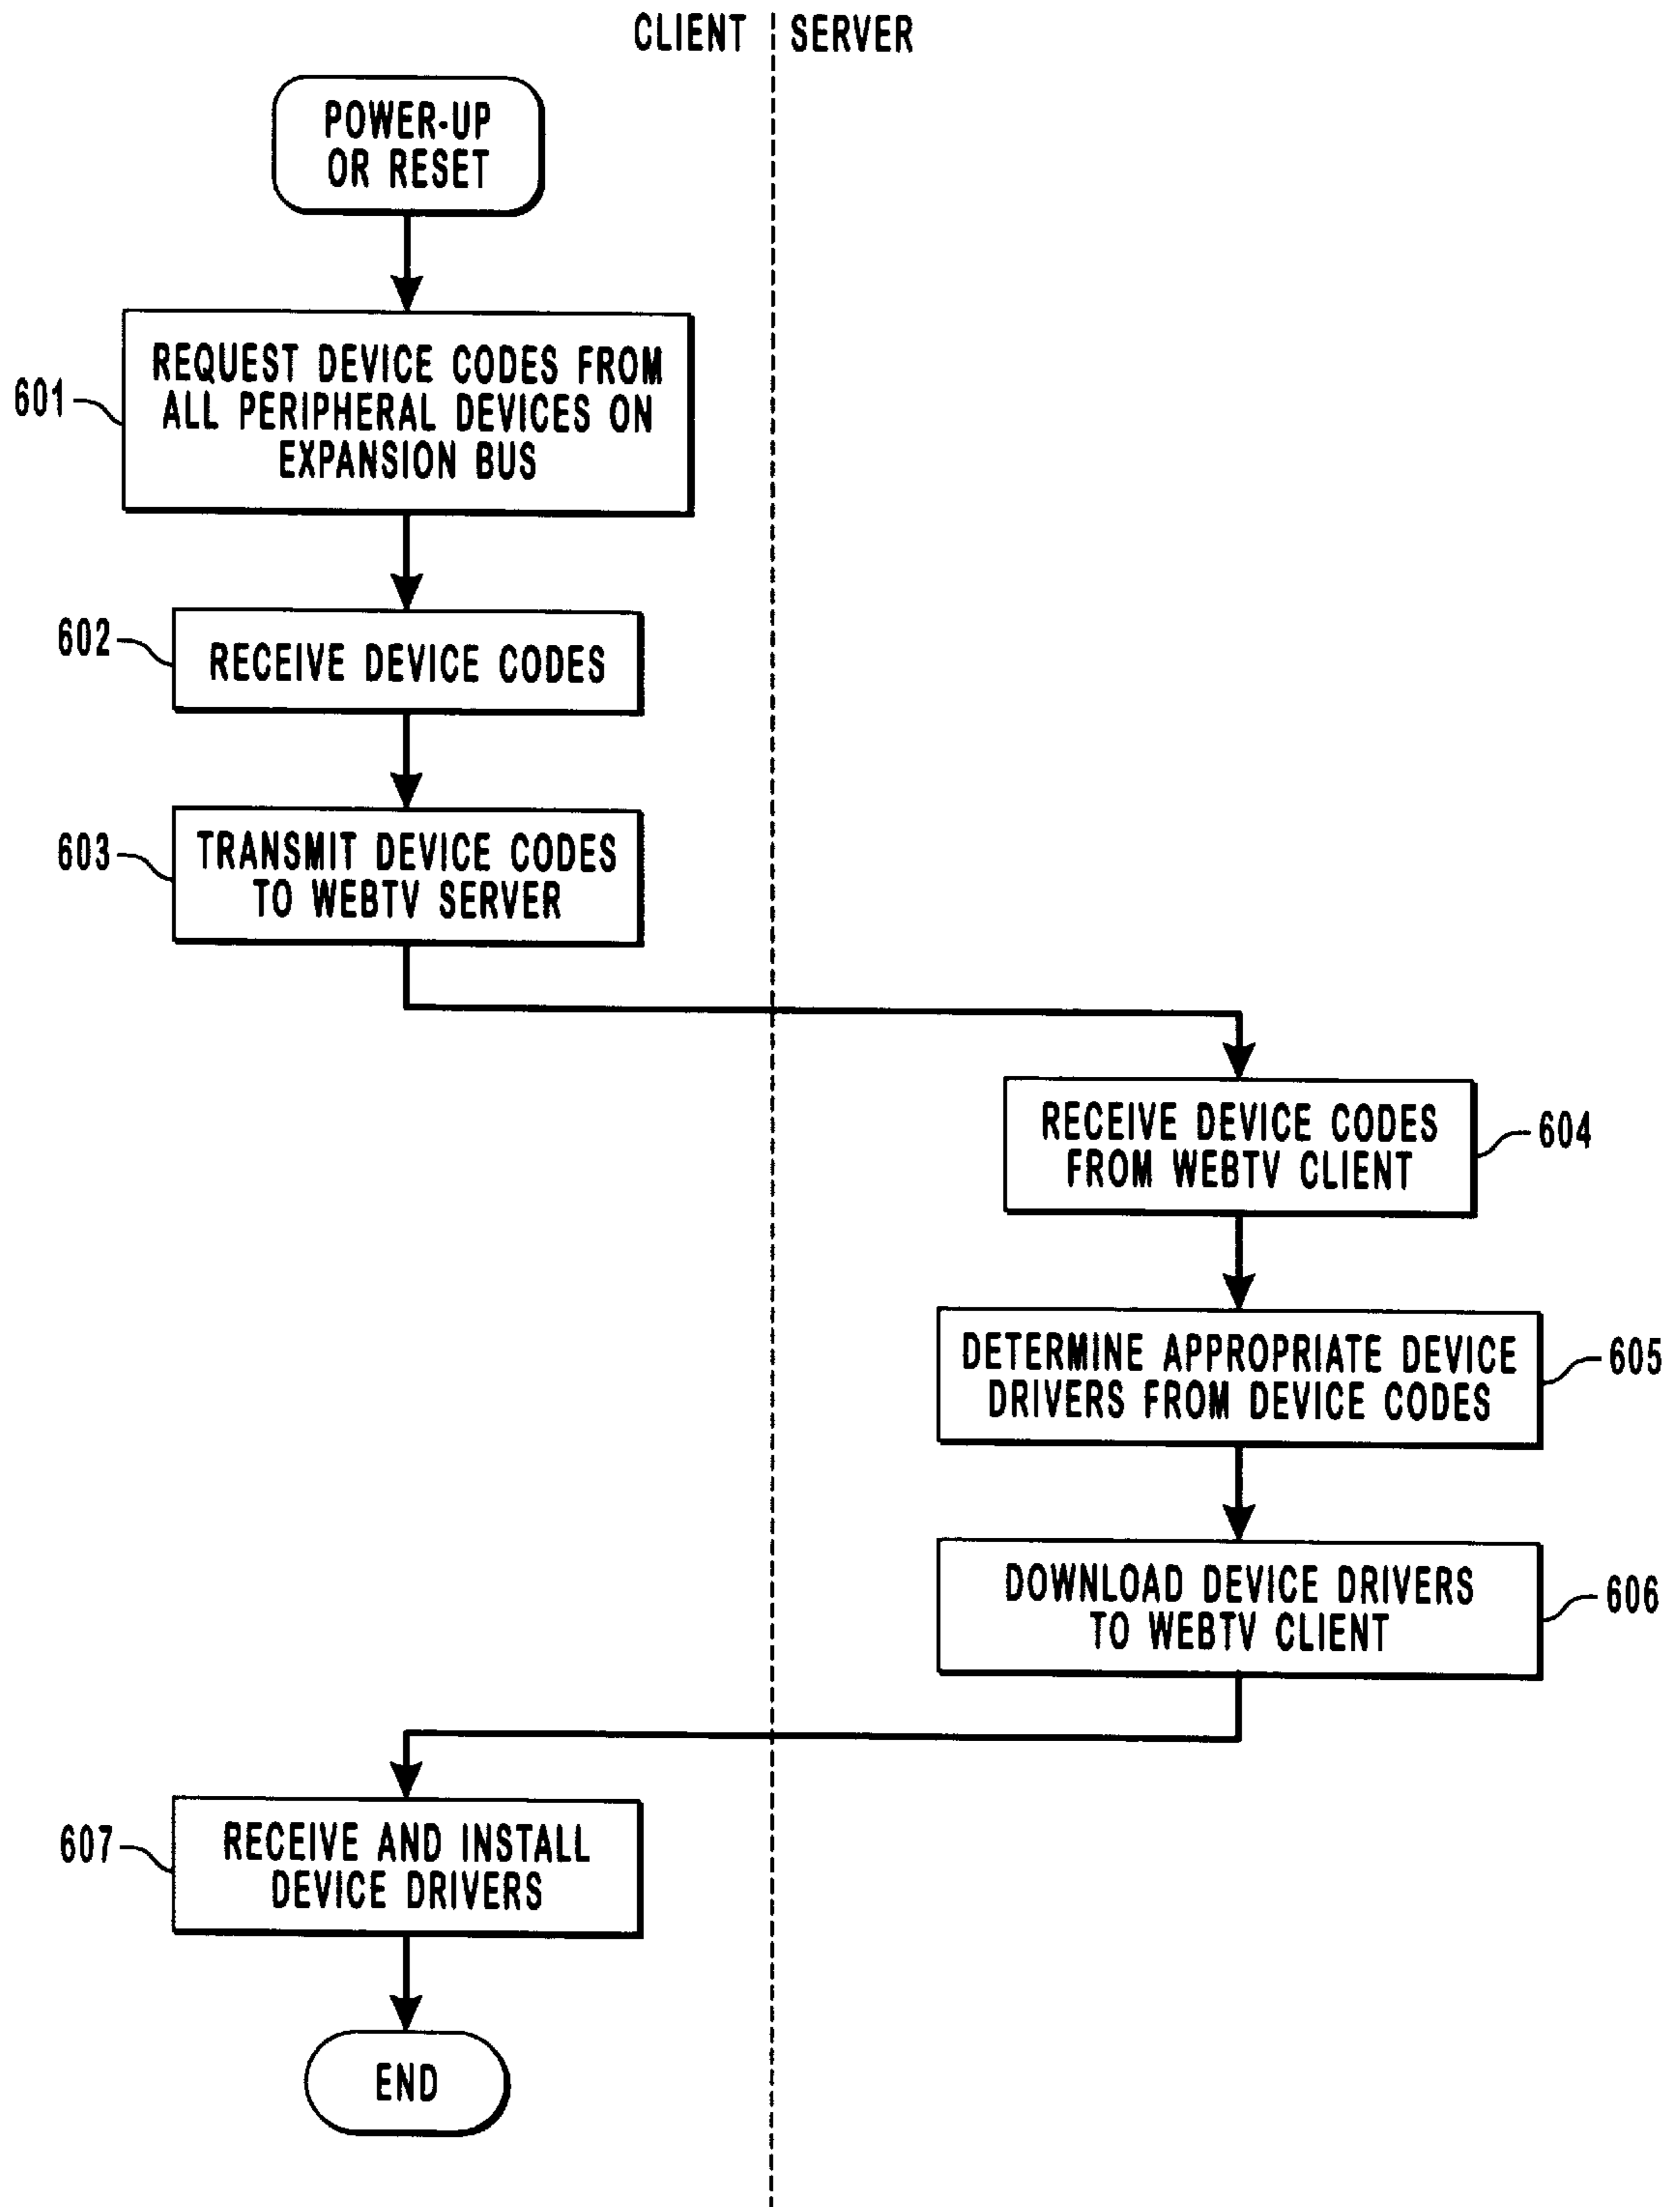 CLIENT
SERVER
POWER-UP
OR RESET
601
REQUEST DEVICE CODES FROM
ALL PERIPHERAL DEVICES ON
EXPANSION BUS
602
RECEIVE DEVICE CODES
603
TRANSMIT DEVICE CODES
TO WEBTV SERVER
RECEIVE DEVICE CODES
FROM WEBTV CLIENT
604
DETERMINE APPROPRIATE DEVICE
DRIVERS FROM DEVICE CODES
605
DOWNLOAD DEVICE DRIVERS
TO WEBTV CLIENT
606
607
RECEIVE AND INSTALL
DEVICE DRIVERS
END